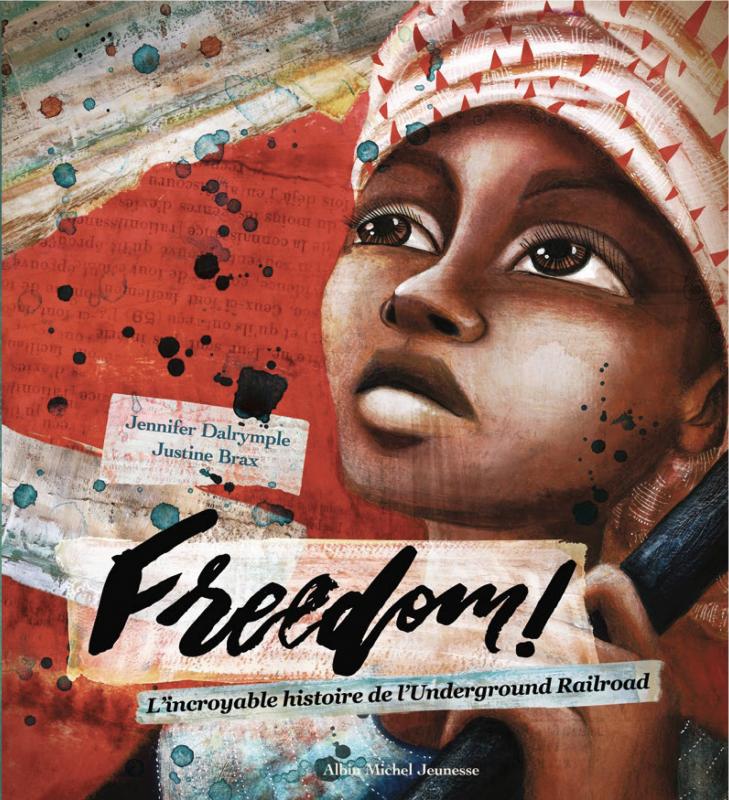 Jennifer Dalrymple
Justine Brax
Freedom!
L'incroyable histoire de l'Underground Railroad
Albin Michel Jeunesse